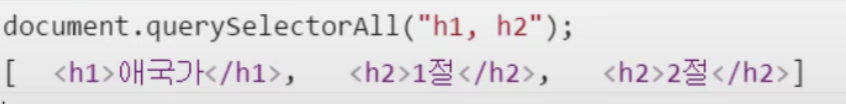 document.querySelectorAll("h1, h2");
[  <h1>애국가</h1>,   <h2>1절</h2>,   <h2>2절</h2>]